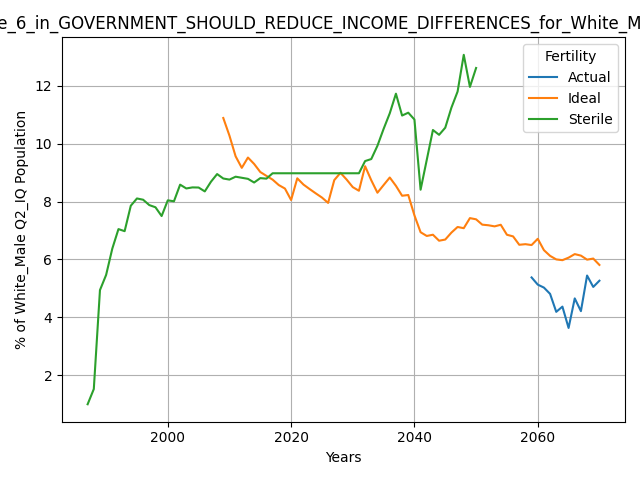 e_6_in_GOVERNMENT_SHOULD_REDUCE_INCOME_DIFFERENCES_for_White_M
Fertility
Actual
Ideal
Sterile
% of White_Male Q2_IQ Population
12
10
8
6
4
2
2000
2020
2040
2060
Years